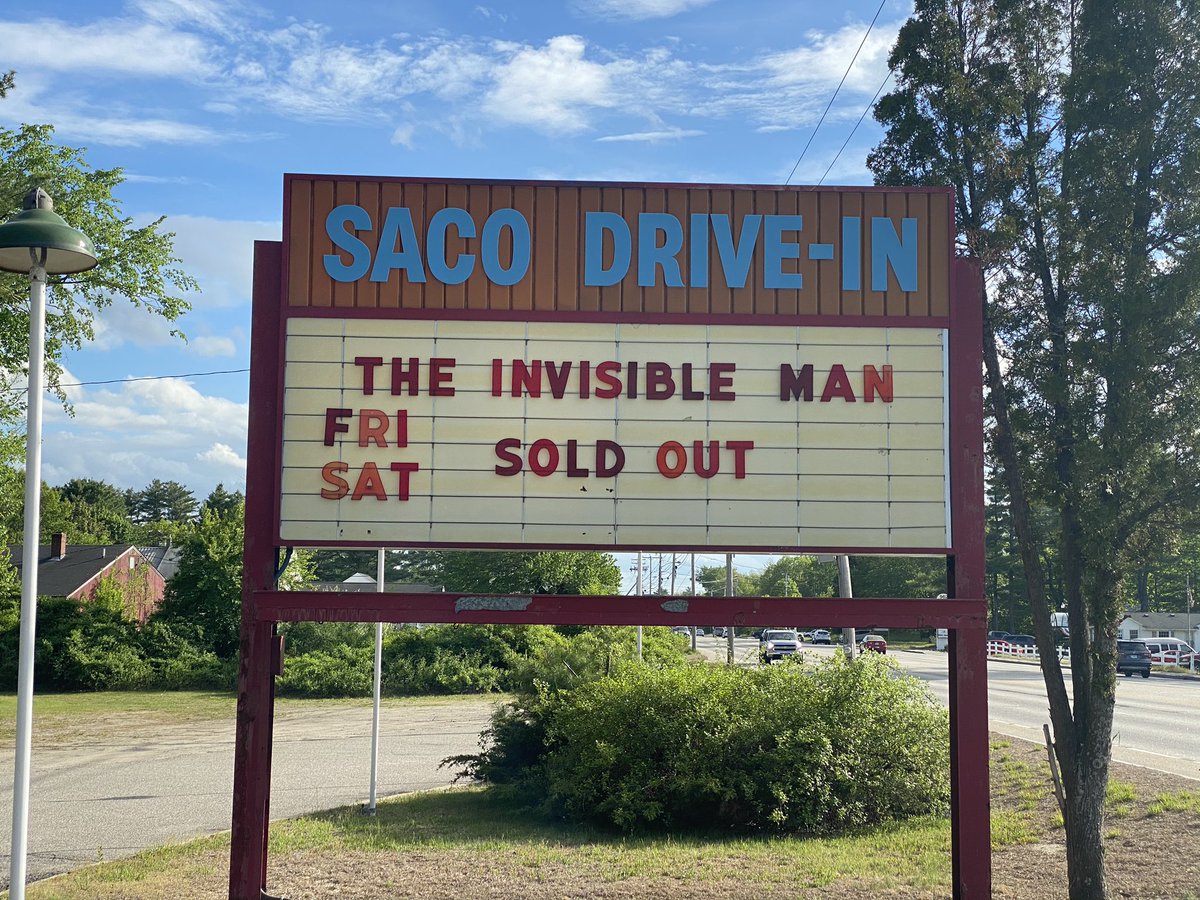 SACO DRIVE-IN
THE INVISIBLE MAN
FRI
SOLD OUT
SAT